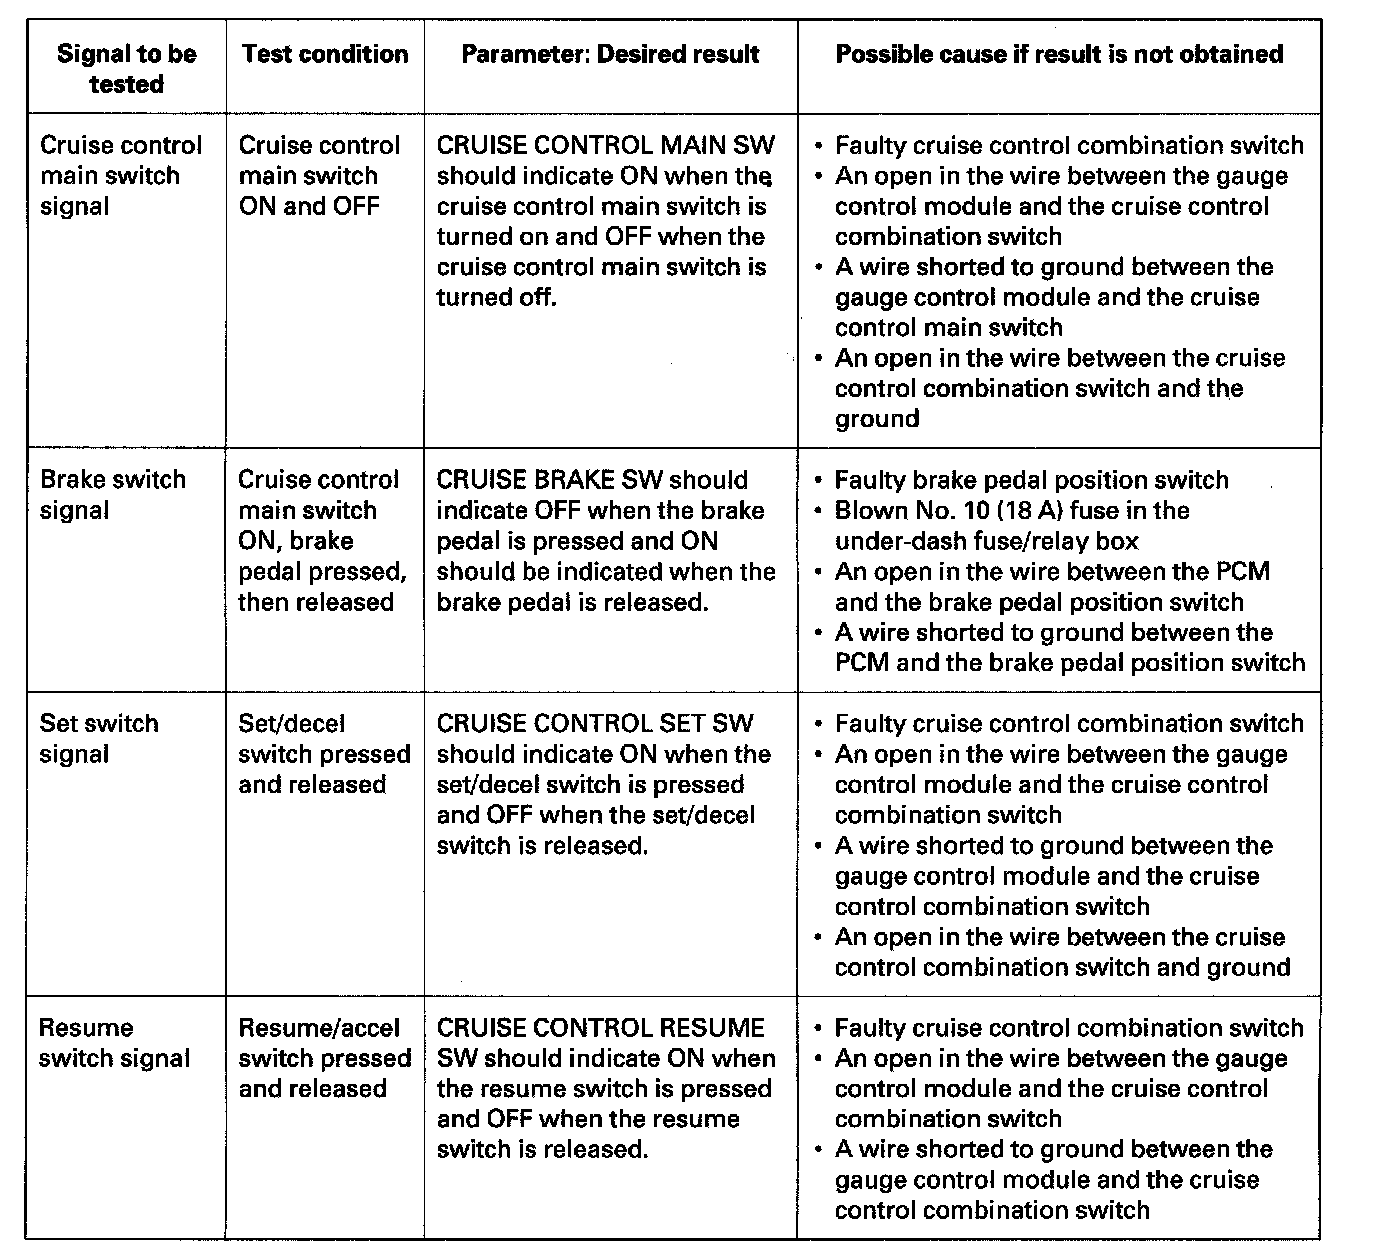 Signal to be
tested
Test condition
Parameter: Desired result
Possible cause if result is not obtained
Cruise control
main switch
signal
Cruise control
main switch
ON and OFF
CRUISE CONTROL MAIN SW
should indicate ON when the
cruise control main switch is
turned on and OFF when the
cruise control main switch is
turned off.
• Faulty cruise control combination switch
• An open in the wire between the gauge
control module and the cruise control
combination switch
• A wire shorted to ground between the
gauge control module and the cruise
control main switch
• An open in the wire between the cruise
control combination switch and the
ground
Brake switch
signal
Cruise control
main switch
ON, brake
pedal pressed,
then released
CRUISE BRAKE SW should
indicate OFF when the brake
pedal is pressed and ON
should be indicated when the
brake pedal is released.
• Faulty brake pedal position switch
• Blown No. 10 (18 A) fuse in the
under-dash fuse/relay box
• An open in the wire between the PCM
and the brake pedal position switch
• A wire shorted to ground between the
PCM and the brake pedal position switch
Set switch
signal
Set/decel
switch pressed
and released
CRUISE CONTROL SET SW
should indicate ON when the
set/decel switch is pressed
and OFF when the set/decel
switch is released.
• Faulty cruise control combination switch
• An open in the wire between the gauge
control module and the cruise control
combination switch
• A wire shorted to ground between the
gauge control module and the cruise
control combination switch
• An open in the wire between the cruise
control combination switch and ground
Resume
switch signal
Resume/accel
switch pressed
and released
CRUISE CONTROL RESUME
SW should indicate ON when
the resume switch is pressed
and OFF when the resume
switch is released.
• Faulty cruise control combination switch
• An open in the wire between the gauge
control module and the cruise control
combination switch
• A wire shorted to ground between the
gauge control module and the cruise
control combination switch